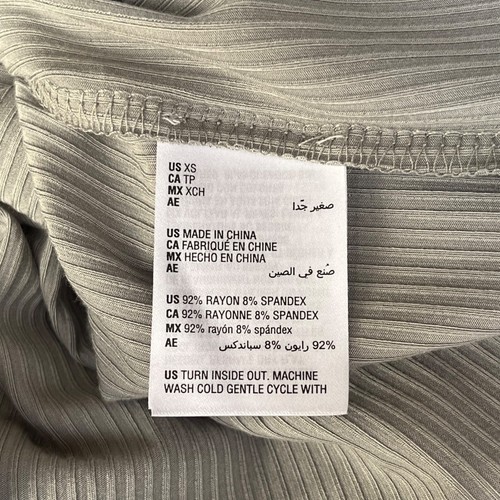 US XS
CA TP
MX XCH
AE صغير جدّا
US MADE IN CHINA
CA FABRIQUÉ EN CHINE
MX HECHO EN CHINA
AE صُنع في الصين
US 92% RAYON 8% SPANDEX
CA 92% RAYONNE 8% SPANDEX
MX 92% rayón 8% spándex
AE 92% رايون 8% سباندكس
US TURN INSIDE OUT. MACHINE
WASH COLD GENTLE CYCLE WITH